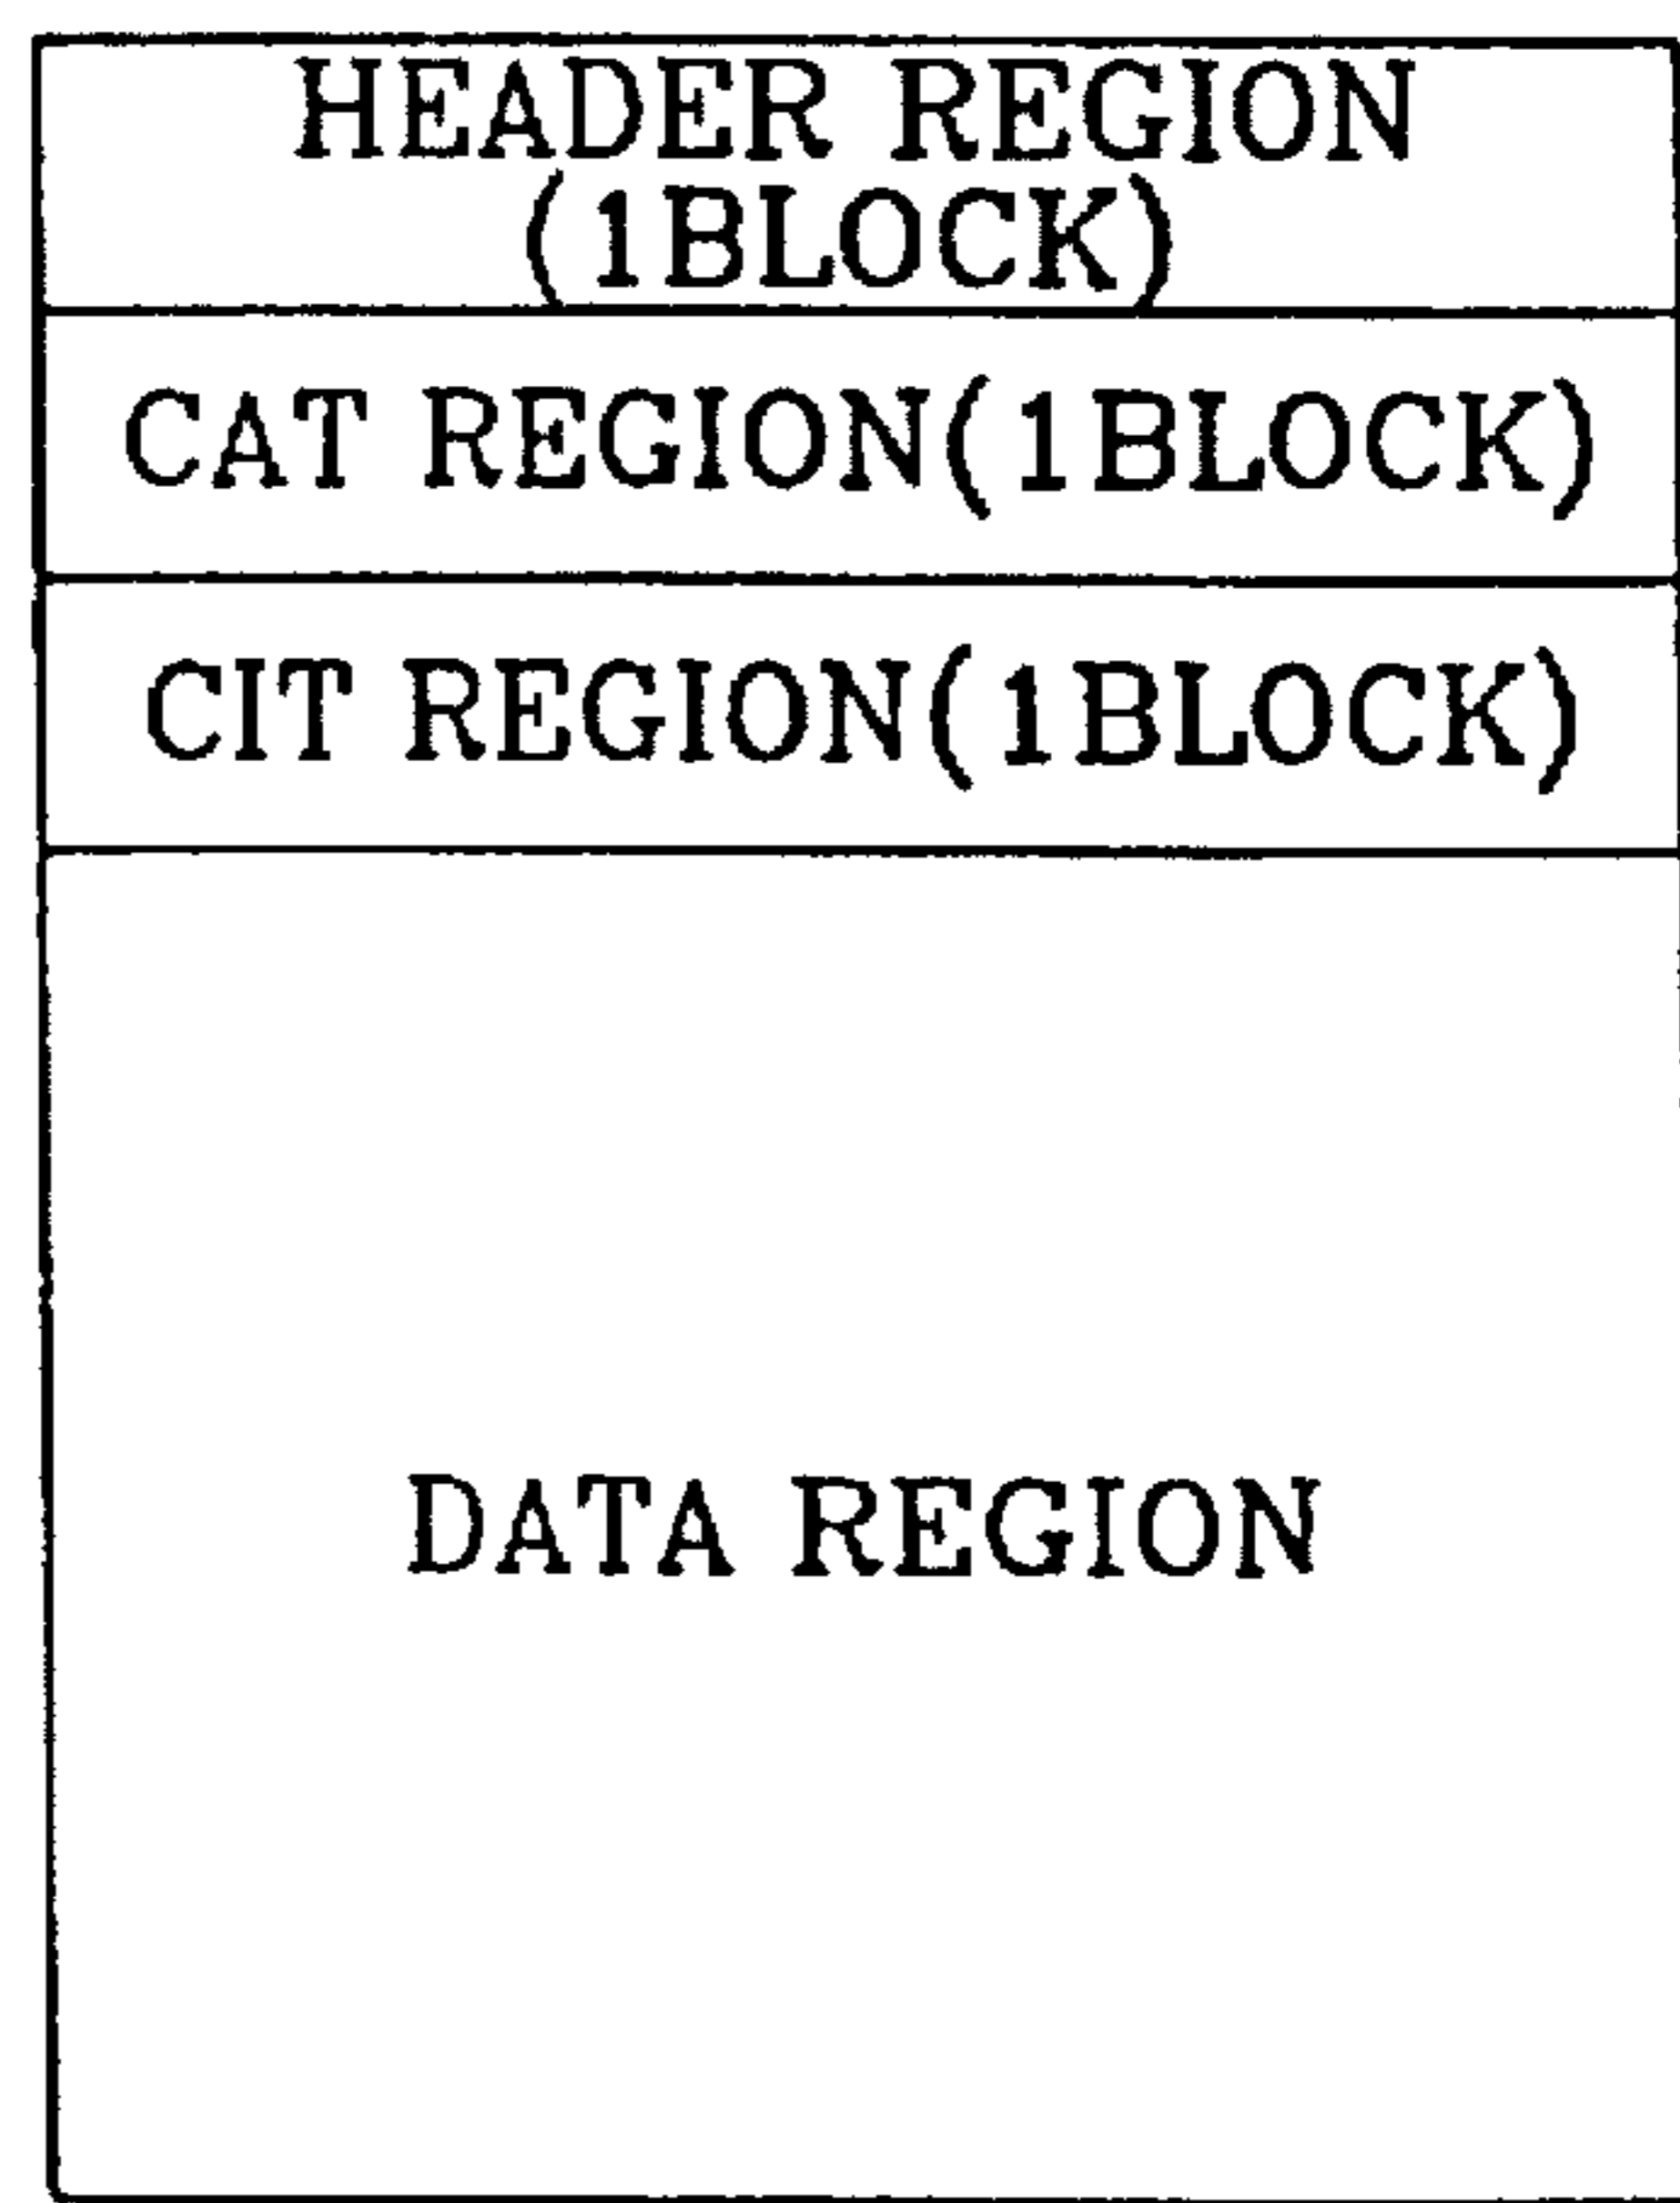 HEADER REGION
(1BLOCK)
CAT REGION(1BLOCK)
CIT REGION(1BLOCK)
DATA REGION